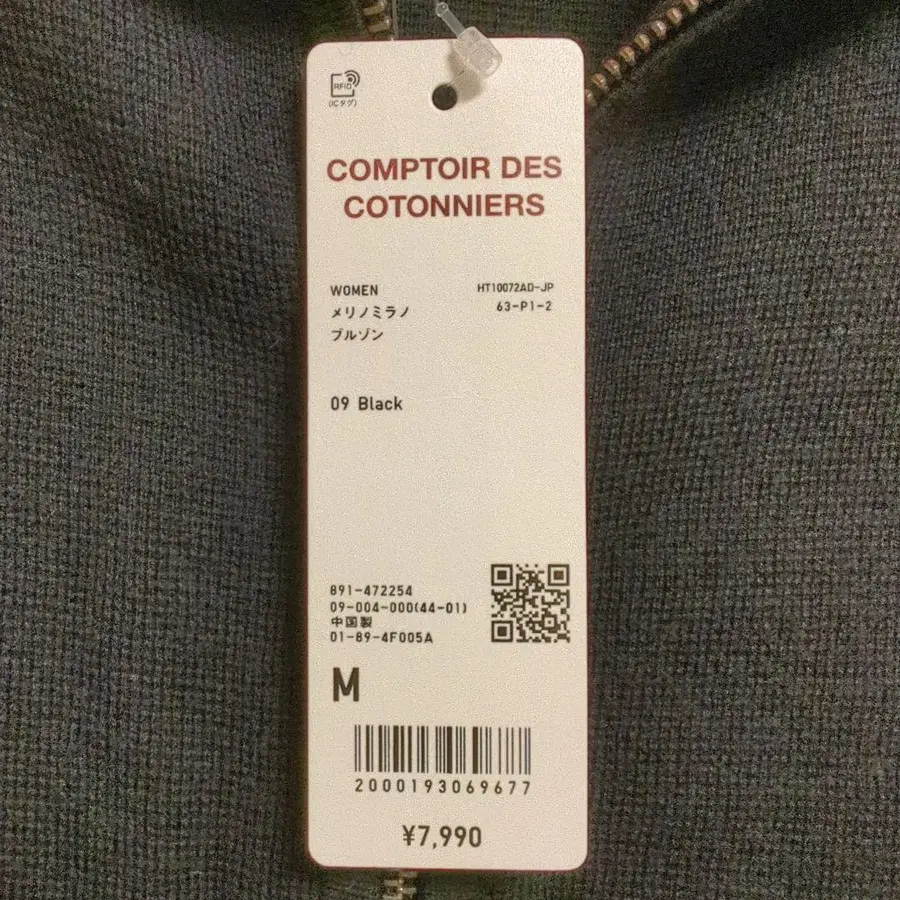 RFID
(ICタグ)
COMPTOIR DES
COTONNIERS
WOMEN
メリノミラノ
ブルゾン
HT10072AD-JP
63-P1-2
09 Black
891-472254
09-004-000(44-01)
中国製
01-89-4F005A
M
2000193069677
¥7,990